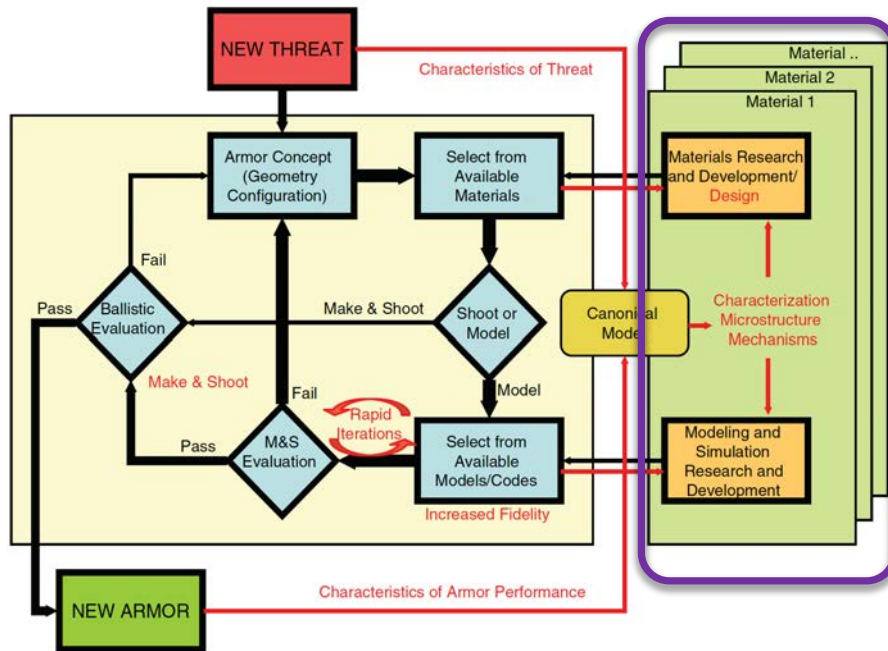 NEW THREAT
Characteristics of Threat
Material ..
Material 2
Material 1
Armor Concept
(Geometry
Configuration)
Select from
Available
Materials
Materials Research
and Development/
Design
Fail
Pass
Ballistic
Evaluation
Make & Shoot
Shoot or
Model
Canonical
Model
Characterization
Microstructure
Mechanisms
Make & Shoot
Fail
Model
Rapid
Iterations
Pass
M&S
Evaluation
Select from
Available
Models/Codes
Modeling and
Simulation
Research and
Development
Increased Fidelity
Characteristics of Armor Performance
NEW ARMOR